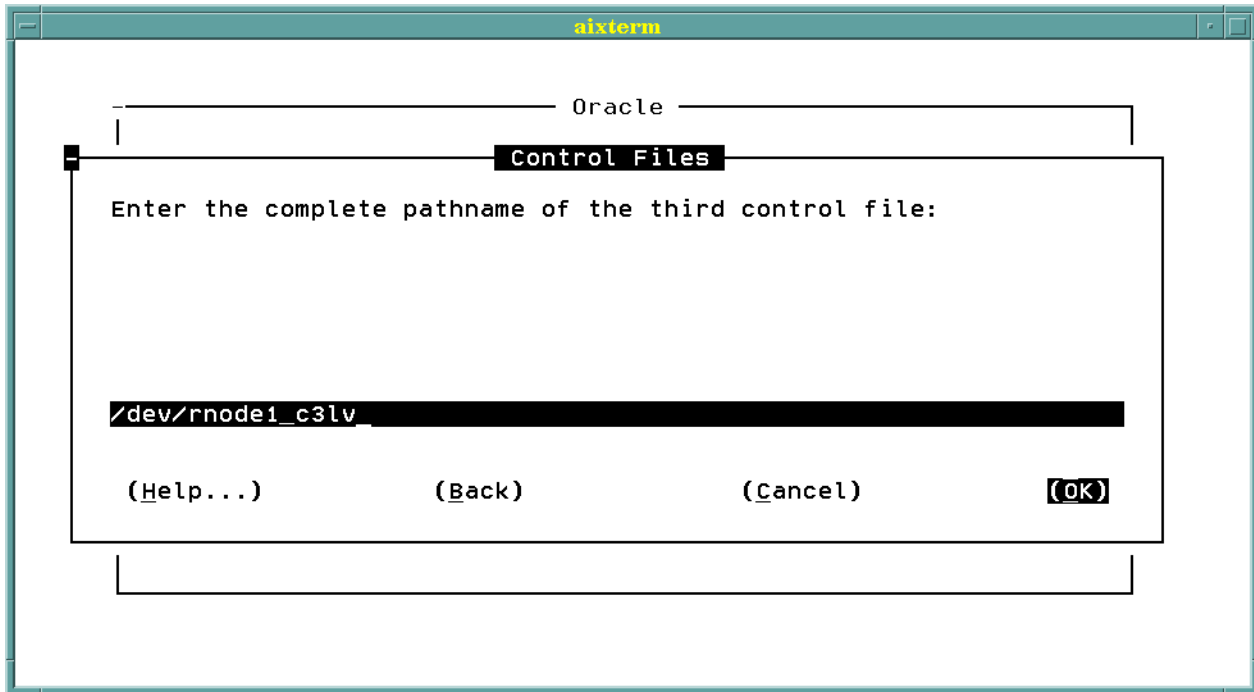 aixterm
Oracle
Control Files
Enter the complete pathname of the third control file:
/dev/rnode1_c3lv_
(Help...) (Back) (Cancel) (OK)